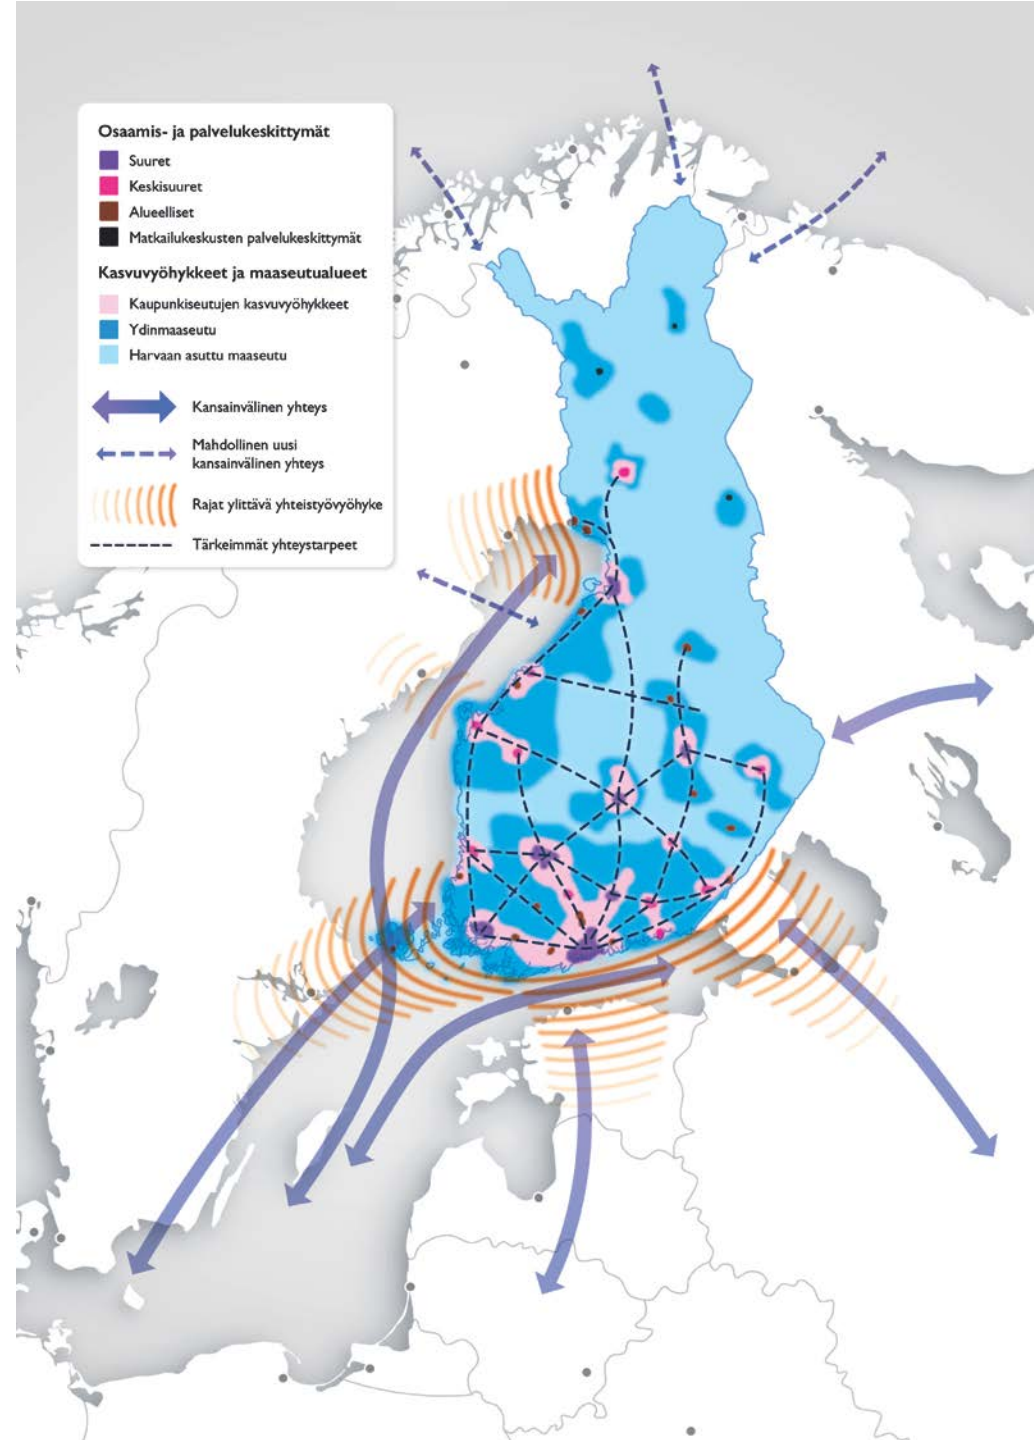 Osaamis- ja palvelukeskittymät
Suuret
Keskisuuret
Alueelliset
Matkailukeskusten palvelukeskittymät
Kasvuvyöhykkeet ja maaseutualueet
Kaupunkiseutujen kasvuvyöhykkeet
Ydinmaaseutu
Harvaan asuttu maaseutu
Kansainvälinen yhteys
Mahdollinen uusi
kansainvälinen yhteys
Rajat ylittävä yhteistyövyöhyke
Tärkeimmät yhteystarpeet